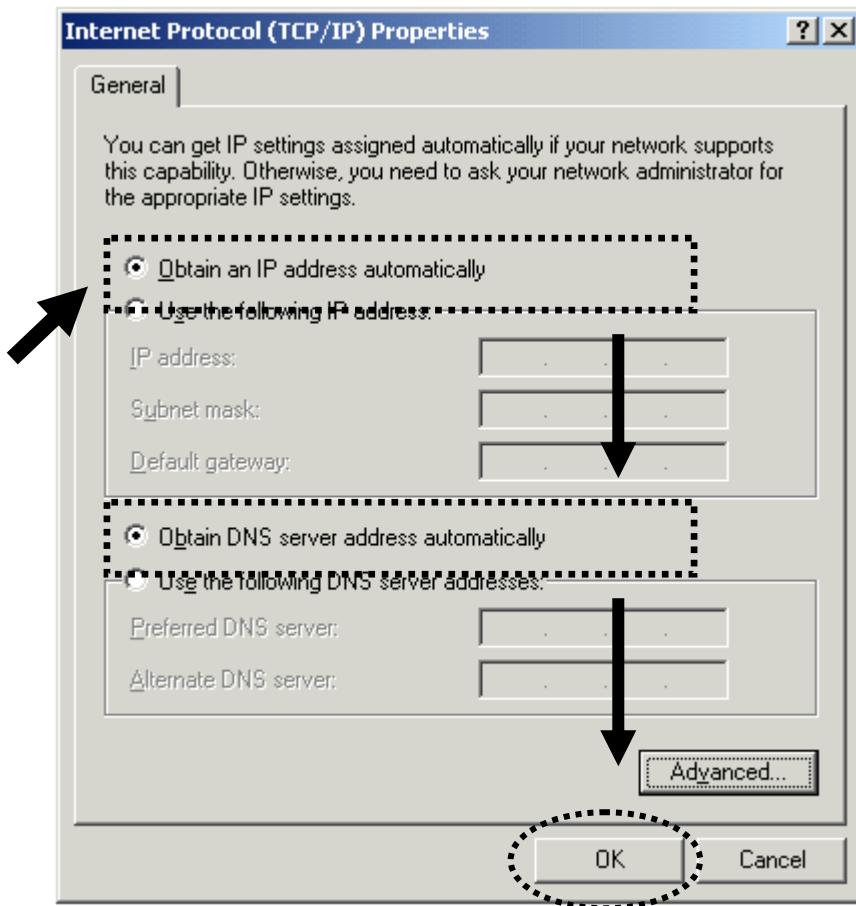 Internet Protocol (TCP/IP) Properties
General
You can get IP settings assigned automatically if your network supports
this capability. Otherwise, you need to ask your network administrator for
the appropriate IP settings.
Obtain an IP address automatically
Use the following IP address:
IP address:
Subnet mask:
Default gateway:
Obtain DNS server address automatically
Use the following DNS server addresses:
Preferred DNS server:
Alternate DNS server:
Advanced...
OK
Cancel